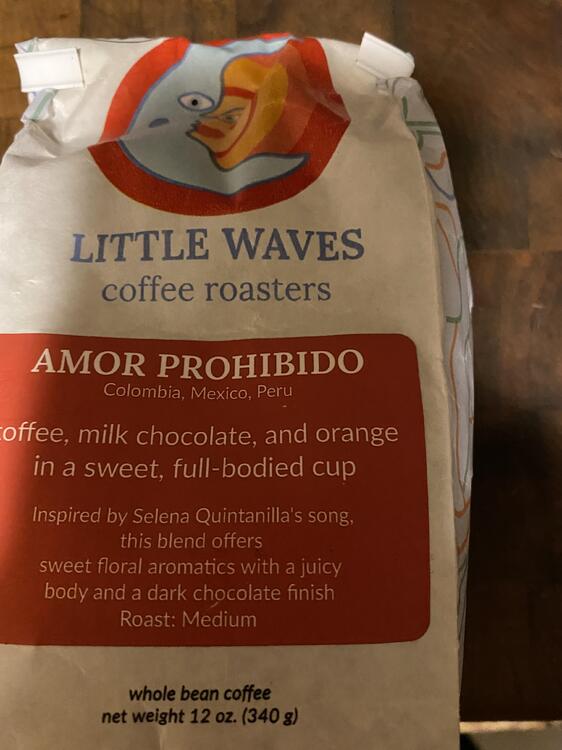 LITTLE WAVES
coffee roasters
AMOR PROHIBIDO
Colombia, Mexico, Peru
toffee, milk chocolate, and orange
in a sweet, full-bodied cup
Inspired by Selena Quintanilla's song,
this blend offers
sweet floral aromatics with a juicy
body and a dark chocolate finish
Roast: Medium
whole bean coffee
net weight 12 oz. (340 g)